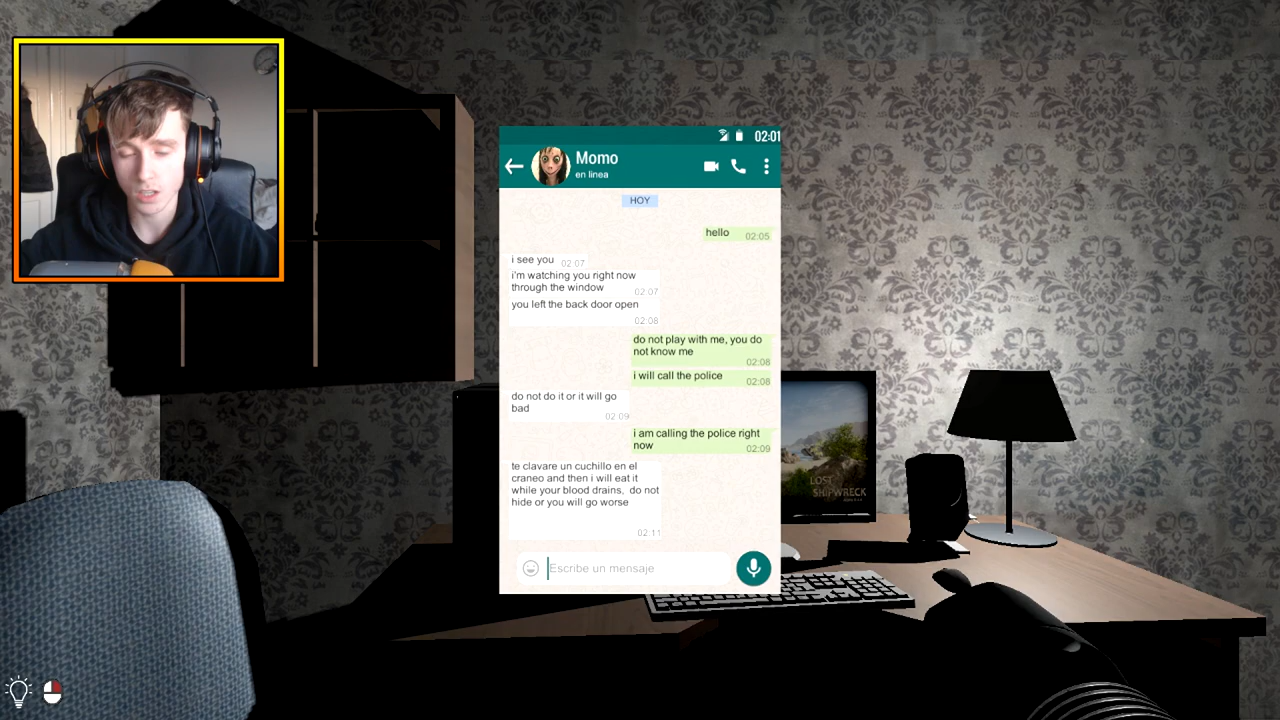 02:01
Momo
en linea
HOY
hello 02:05
i see you 02:07
i'm watching you right now
through the window 02:07
you left the back door open
02:08
do not play with me, you do
not know me
02:08
i will call the police 02:08
do not do it or it will go
bad
02:09
i am calling the police right
now
02:09
te clavare un cuchillo en el
craneo and then i will eat it
while your blood drains, do not
hide or you will go worse
02:11
Escribe un mensaje
LOST
SHIPWRECK